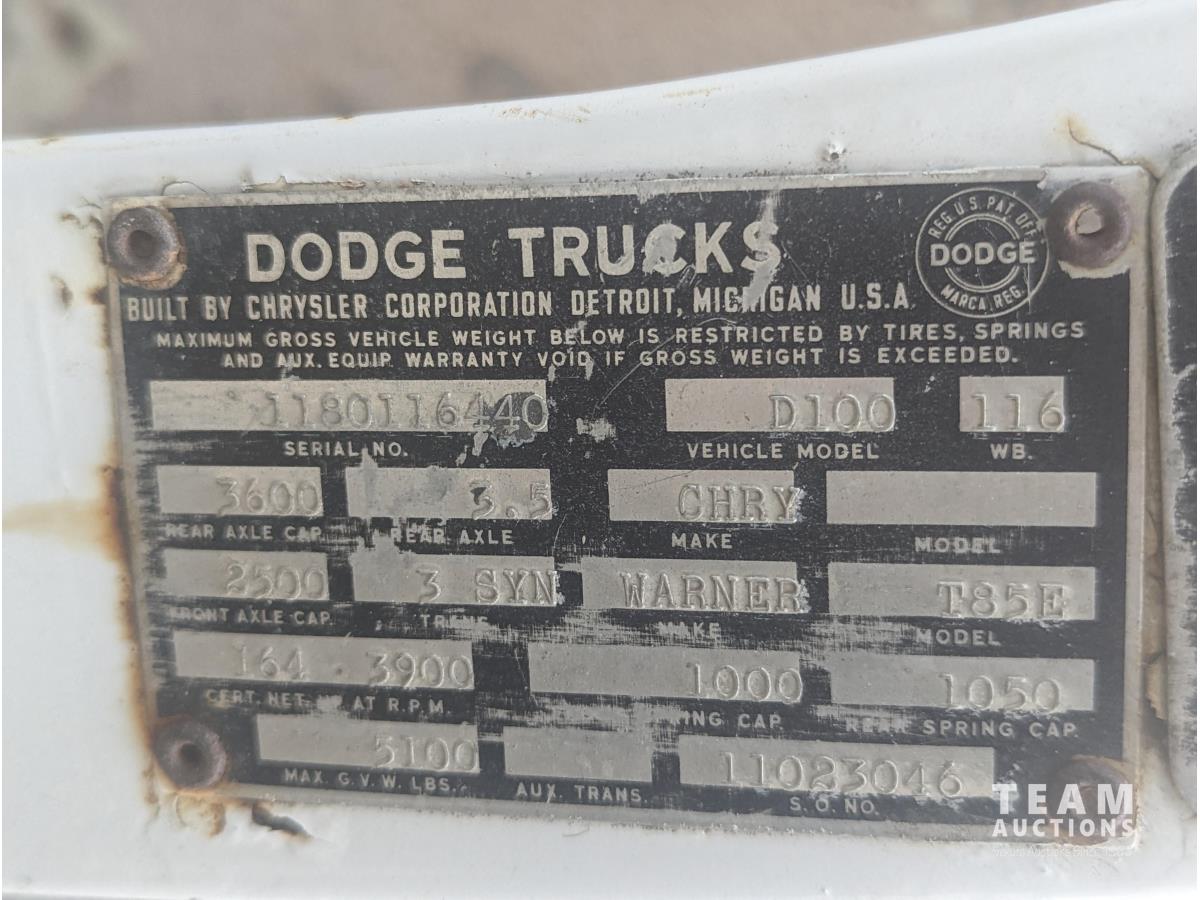 DODGE TRUCKS
REG. U.S. PAT. OFF.
DODGE
MARCA REG.
BUILT BY CHRYSLER CORPORATION DETROIT, MICHIGAN U.S.A.
MAXIMUM GROSS VEHICLE WEIGHT BELOW IS RESTRICTED BY TIRES, SPRINGS
AND AUX. EQUIP. WARRANTY VOID IF GROSS WEIGHT IS EXCEEDED.
1180116440 D100 116
SERIAL NO. VEHICLE MODEL WB.
3600 3.5 CHRY
REAR AXLE CAP. REAR AXLE MAKE MODEL
2500 3 SYN WARNER T85E
FRONT AXLE CAP. TRANS. MAKE MODEL
164 3900 1000 1050
CERT. NET AT R.P.M. CAP. REAR SPRING CAP.
5100 11023046
MAX. G.V.W. LBS. AUX. TRANS. S.O. NO.
TEAM
AUCTIONS